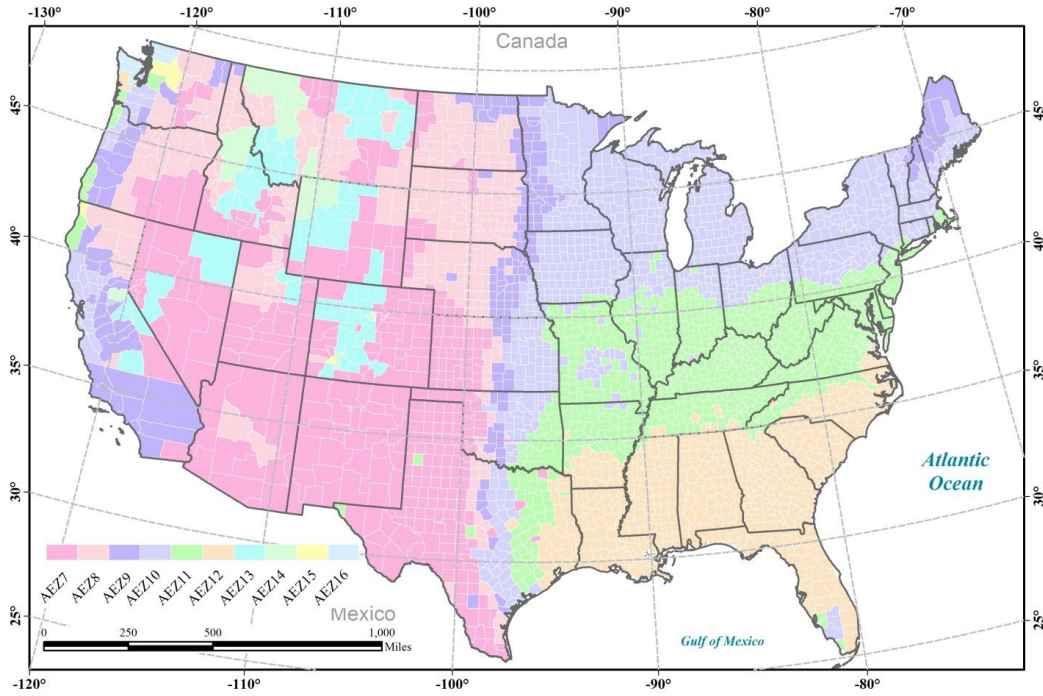 -130° -120° -110° -100° -90° -80° -70°
Canada
45° 45°
40° 40°
35° 35°
Atlantic
Ocean
30° 30°
AEZ7 AEZ8 AEZ9 AEZ10 AEZ11 AEZ12 AEZ13 AEZ14 AEZ15 AEZ16
Mexico
25° 25°
0 250 500 1,000
Miles
Gulf of Mexico
-120° -110° -100° -90° -80°